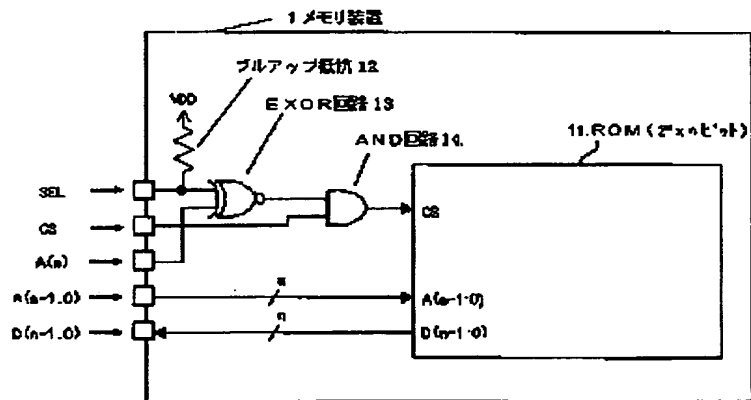 1 メモリ装置
プルアップ抵抗 12
VDD
EXOR回路 13
AND回路 14
11.ROM (2ᵐ×nビット)
SEL
CS
A(m)
A(m-1:0)
D(n-1:0)
CS
m
n
A(m-1:0)
D(n-1:0)